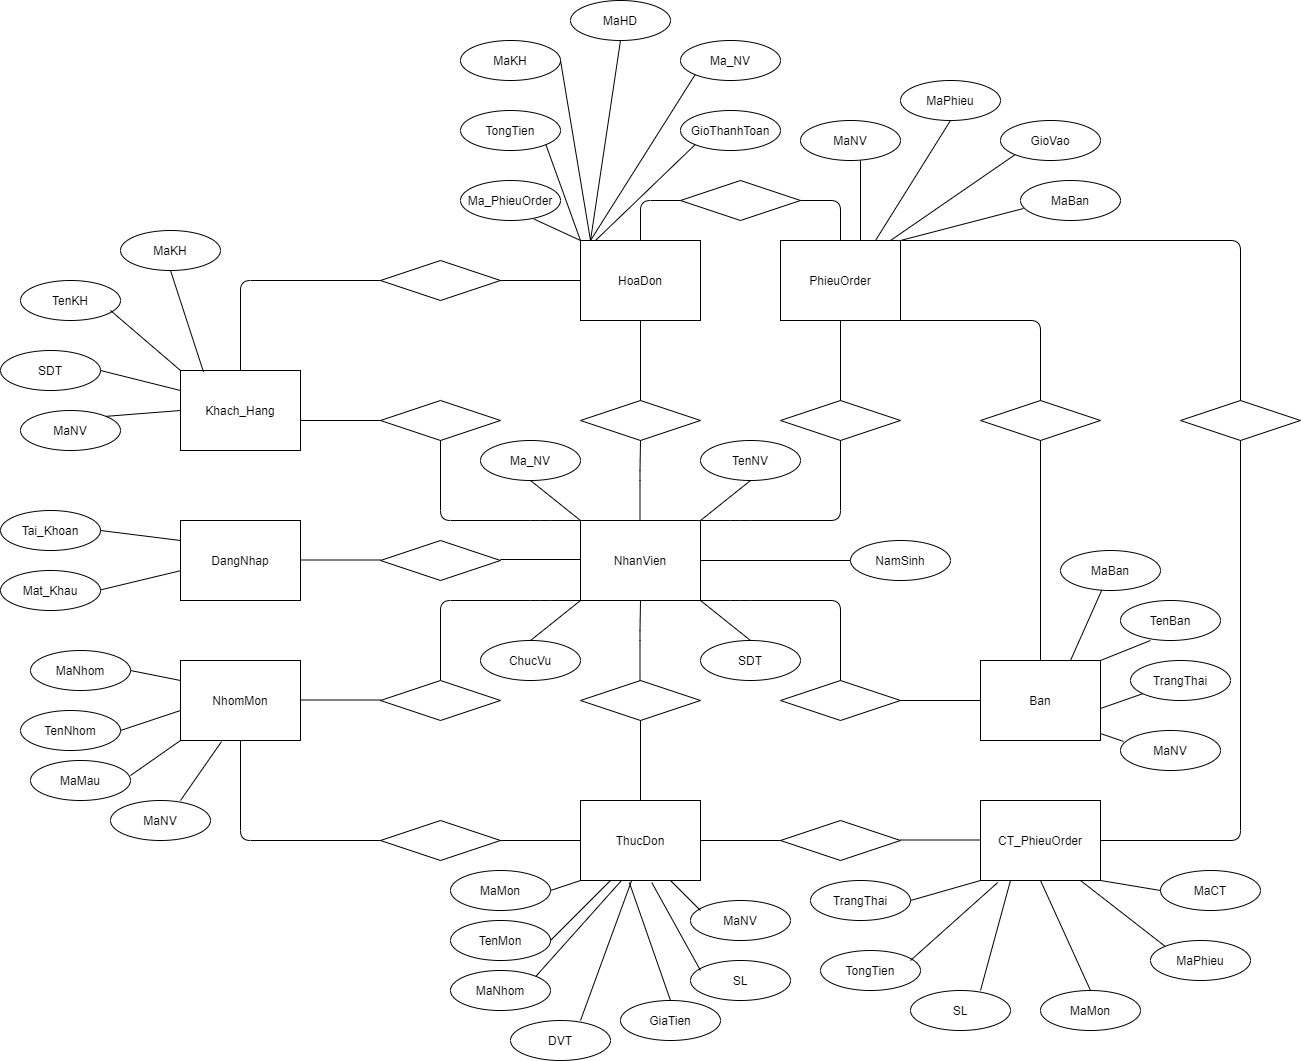 MaHD
MaKH
Ma_NV
MaPhieu
TongTien
GioThanhToan
MaNV
GioVao
Ma_PhieuOrder
MaBan
MaKH
HoaDon
PhieuOrder
TenKH
SDT
Khach_Hang
MaNV
Ma_NV
TenNV
Tai_Khoan
DangNhap
NhanVien
NamSinh
MaBan
Mat_Khau
TenBan
ChucVu
SDT
MaNhom
TrangThai
NhomMon
Ban
TenNhom
MaNV
MaMau
MaNV
ThucDon
CT_PhieuOrder
MaMon
MaCT
TrangThai
MaNV
TenMon
MaPhieu
TongTien
SL
MaNhom
SL
MaMon
GiaTien
DVT